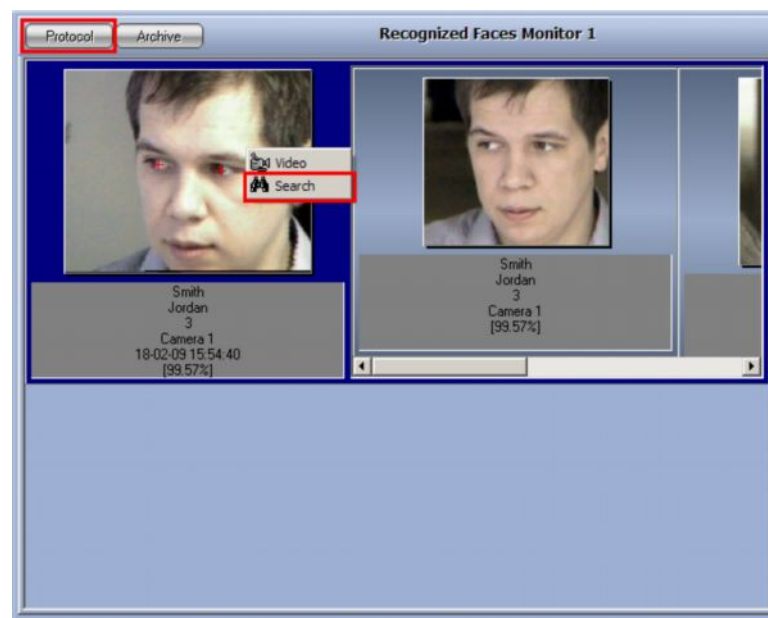 Protocol
Archive
Recognized Faces Monitor 1
Video
Search
Smith
Jordan
3
Camera 1
18-02-09 15:54:40
[99.57%]
Smith
Jordan
3
Camera 1
[99.57%]